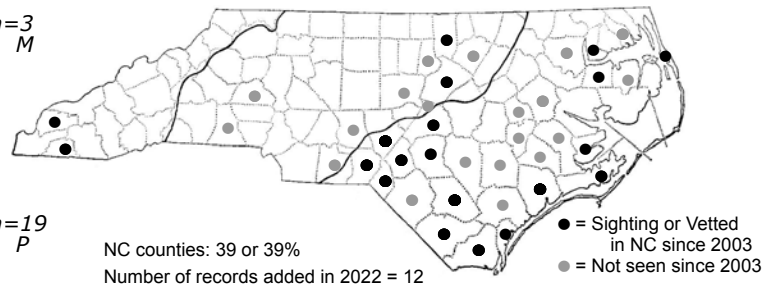 n=3
M
n=19
P
NC counties: 39 or 39%
Number of records added in 2022 = 12
● = Sighting or Vetted
in NC since 2003
● = Not seen since 2003